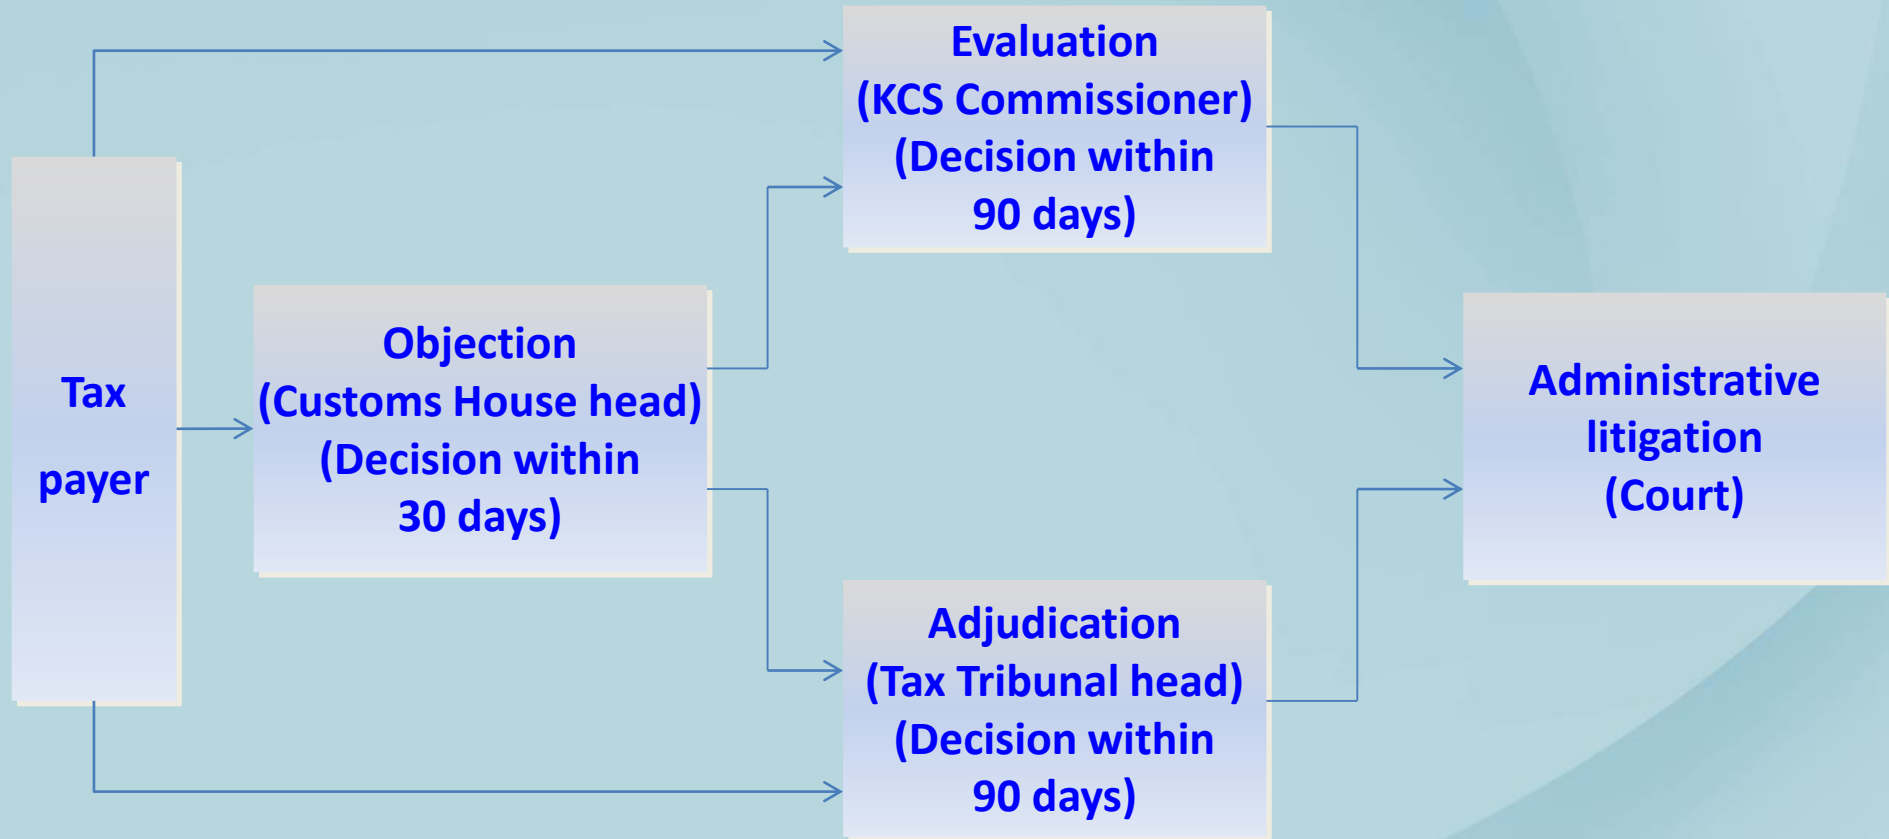 Tax
payer
Objection
(Customs House head)
(Decision within
30 days)
Evaluation
(KCS Commissioner)
(Decision within
90 days)
Adjudication
(Tax Tribunal head)
(Decision within
90 days)
Administrative
litigation
(Court)